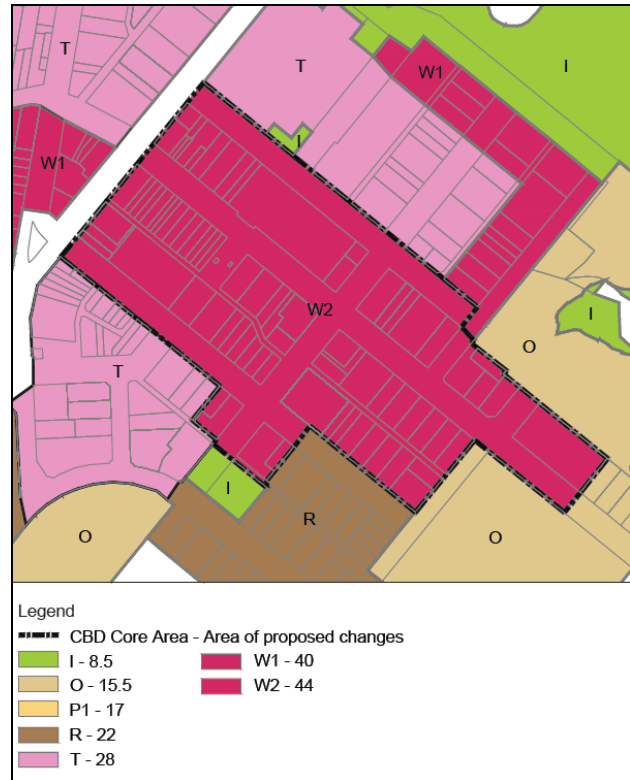 T
T
W1
I
I
W1
W2
I
O
T
I
R
O
O
Legend
CBD Core Area - Area of proposed changes
I - 8.5
W1 - 40
O - 15.5
W2 - 44
P1 - 17
R - 22
T - 28